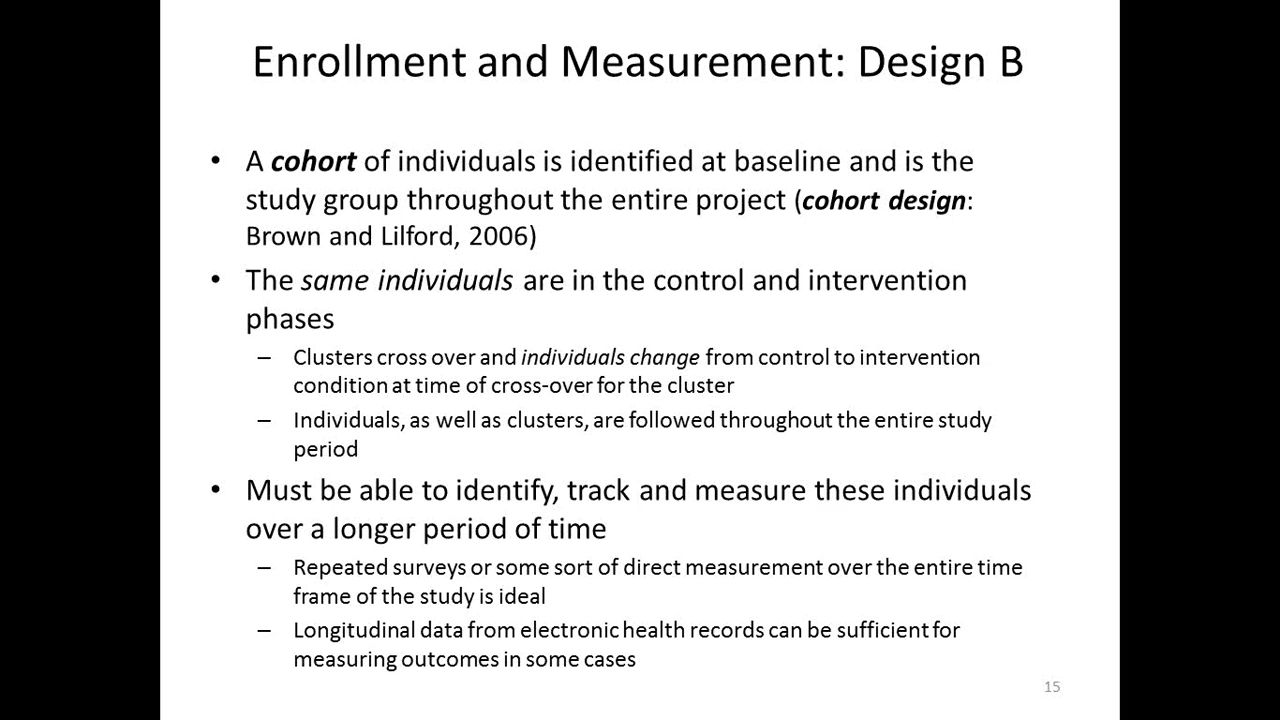 Enrollment and Measurement: Design B
• A cohort of individuals is identified at baseline and is the
study group throughout the entire project (cohort design:
Brown and Lilford, 2006)
• The same individuals are in the control and intervention
phases
– Clusters cross over and individuals change from control to intervention
condition at time of cross-over for the cluster
– Individuals, as well as clusters, are followed throughout the entire study
period
• Must be able to identify, track and measure these individuals
over a longer period of time
– Repeated surveys or some sort of direct measurement over the entire time
frame of the study is ideal
– Longitudinal data from electronic health records can be sufficient for
measuring outcomes in some cases
15